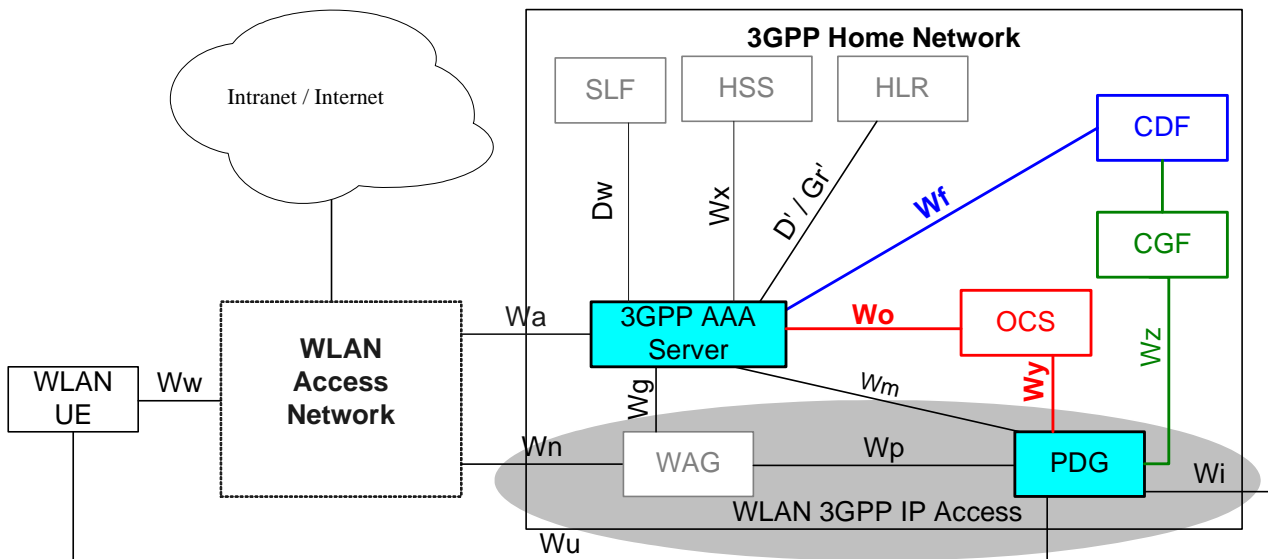 3GPP Home Network
Intranet / Internet
SLF
HSS
HLR
CDF
Dw
Wx
D' / Gr'
Wf
CGF
Wa
3GPP AAA
Server
Wo
OCS
Wz
WLAN
Access
Network
WLAN
UE
Ww
Wg
Wm
Wy
Wn
WAG
Wp
PDG
Wi
WLAN 3GPP IP Access
Wu